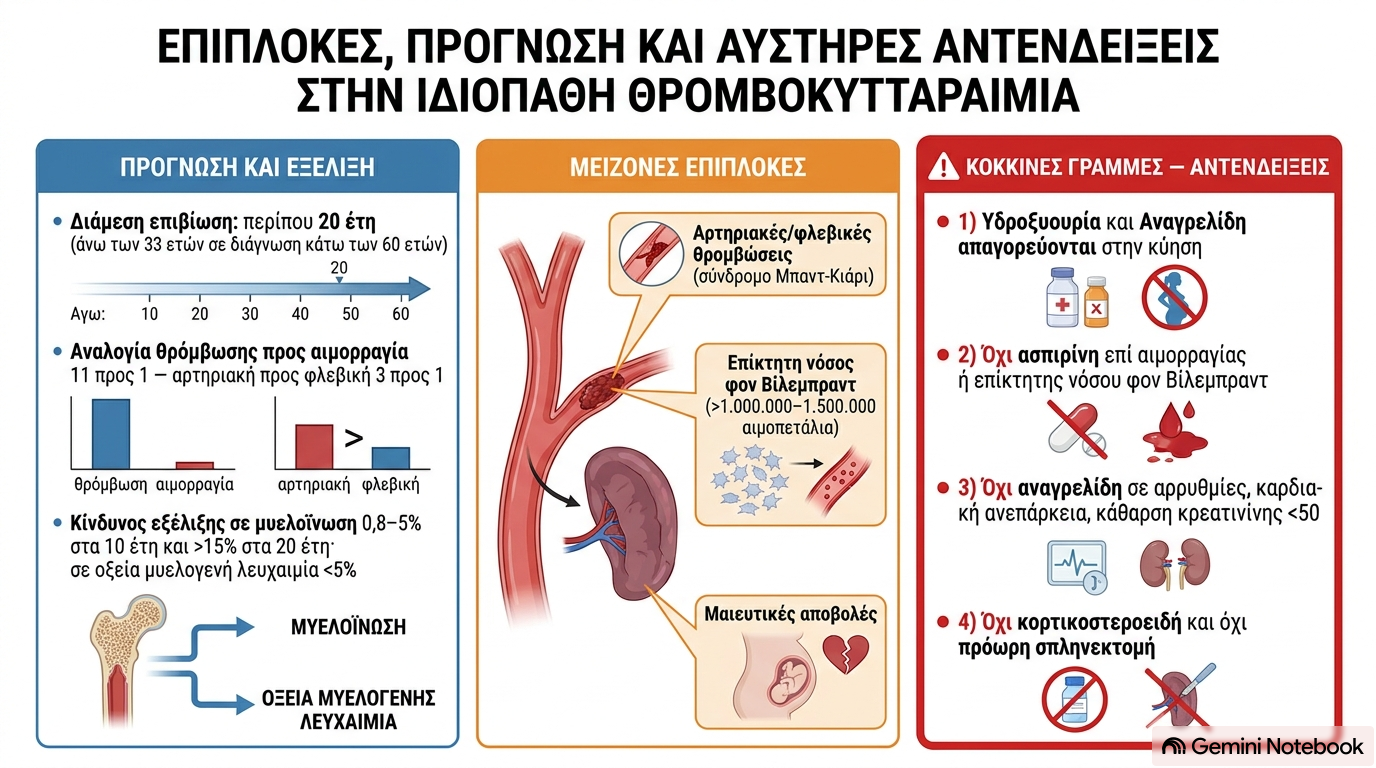 ΕΠΙΠΛΟΚΕΣ, ΠΡΟΓΝΩΣΗ ΚΑΙ ΑΥΣΤΗΡΕΣ ΑΝΤΕΝΔΕΙΞΕΙΣ
ΣΤΗΝ ΙΔΙΟΠΑΘΗ ΘΡΟΜΒΟΚΥΤΤΑΡΑΙΜΙΑ
ΠΡΟΓΝΩΣΗ ΚΑΙ ΕΞΕΛΙΞΗ
• Διάμεση επιβίωση: περίπου 20 έτη
(άνω των 33 ετών σε διάγνωση κάτω των 60 ετών)
20
Αγω: 10 20 30 40 50 60
• Αναλογία θρόμβωσης προς αιμορραγία
11 προς 1 — αρτηριακή προς φλεβική 3 προς 1
>
θρόμβωση αιμορραγία αρτηριακή φλεβική
• Κίνδυνος εξέλιξης σε μυελοΐνωση 0,8–5%
στα 10 έτη και >15% στα 20 έτη·
σε οξεία μυελογενή λευχαιμία <5%
ΜΥΕΛΟΪΝΩΣΗ
ΟΞΕΙΑ ΜΥΕΛΟΓΕΝΗΣ
ΛΕΥΧΑΙΜΙΑ
ΜΕΙΖΟΝΕΣ ΕΠΙΠΛΟΚΕΣ
Αρτηριακές/φλεβικές
θρομβώσεις
(σύνδρομο Μπαντ-Κιάρι)
Επίκτητη νόσος
φον Βίλεμπραντ
(>1.000.000–1.500.000
αιμοπετάλια)
Μαιευτικές αποβολές
ΚΟΚΚΙΝΕΣ ΓΡΑΜΜΕΣ — ΑΝΤΕΝΔΕΙΞΕΙΣ
• 1) Υδροξυουρία και Αναγρελίδη
απαγορεύονται στην κύηση
• 2) Όχι ασπιρίνη επί αιμορραγίας
ή επίκτητης νόσου φον Βίλεμπραντ
• 3) Όχι αναγρελίδη σε αρρυθμίες, καρδια-
κή ανεπάρκεια, κάθαρση κρεατινίνης <50
• 4) Όχι κορτικοστεροειδή και όχι
πρόωρη σπληνεκτομή
Gemini Notebook